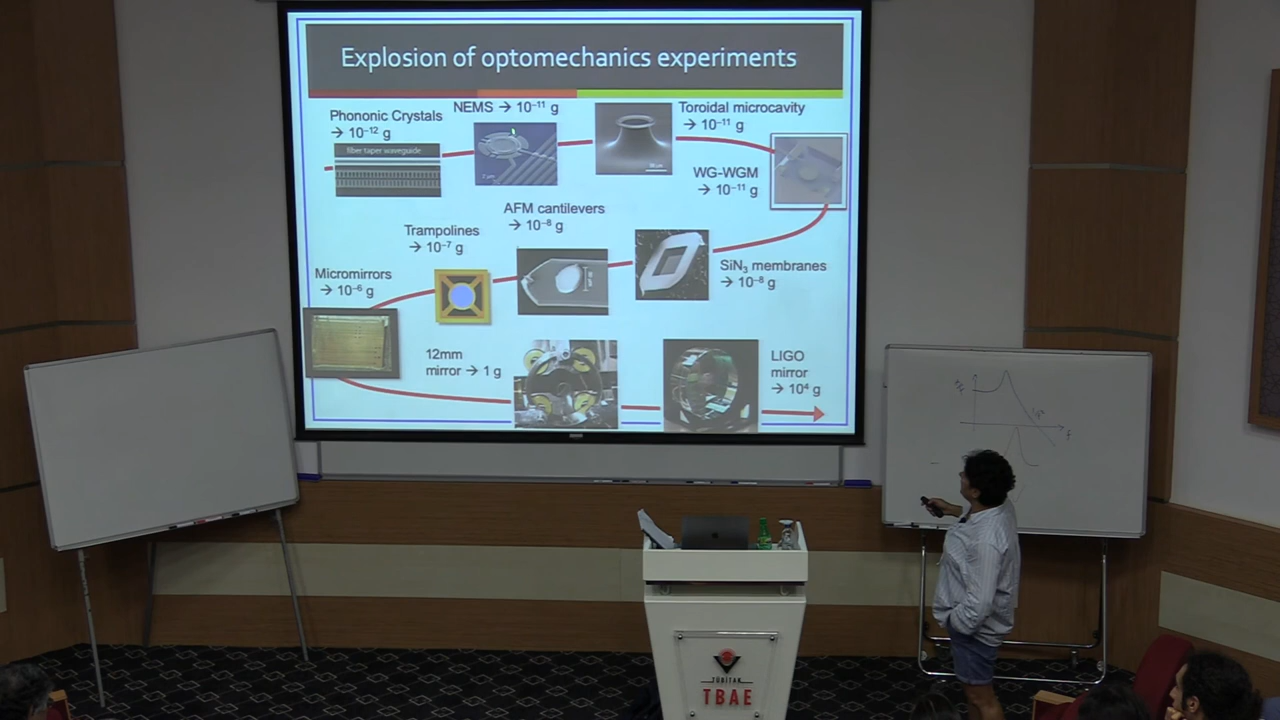 Explosion of optomechanics experiments
Phononic Crystals
→ 10⁻¹² g
fiber taper waveguide
NEMS → 10⁻¹¹ g
Toroidal microcavity
→ 10⁻¹¹ g
WG-WGM
→ 10⁻¹¹ g
SiN₃ membranes
→ 10⁻⁸ g
AFM cantilevers
→ 10⁻⁸ g
Trampolines
→ 10⁻⁷ g
Micromirrors
→ 10⁻⁶ g
12mm
mirror → 1 g
LIGO
mirror
→ 10⁴ g
TÜBİTAK
TBAE